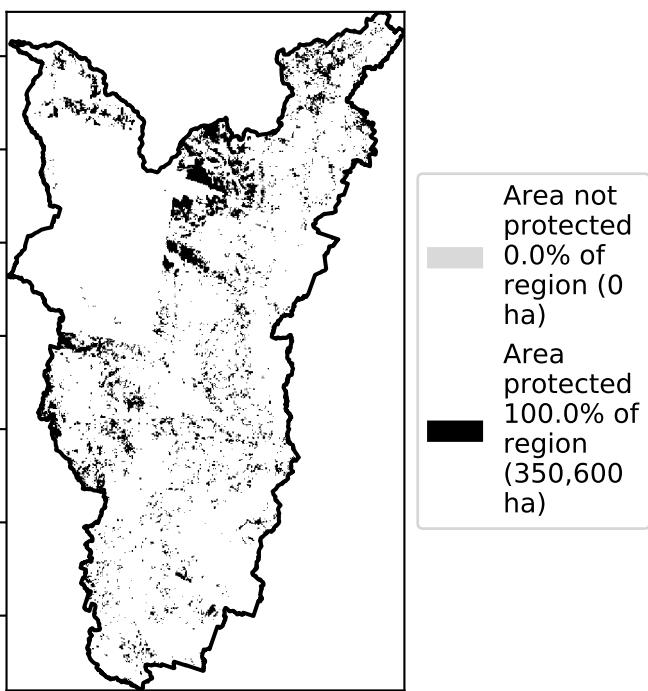 Area not
protected
0.0% of
region (0
ha)
Area
protected
100.0% of
region
(350,600
ha)